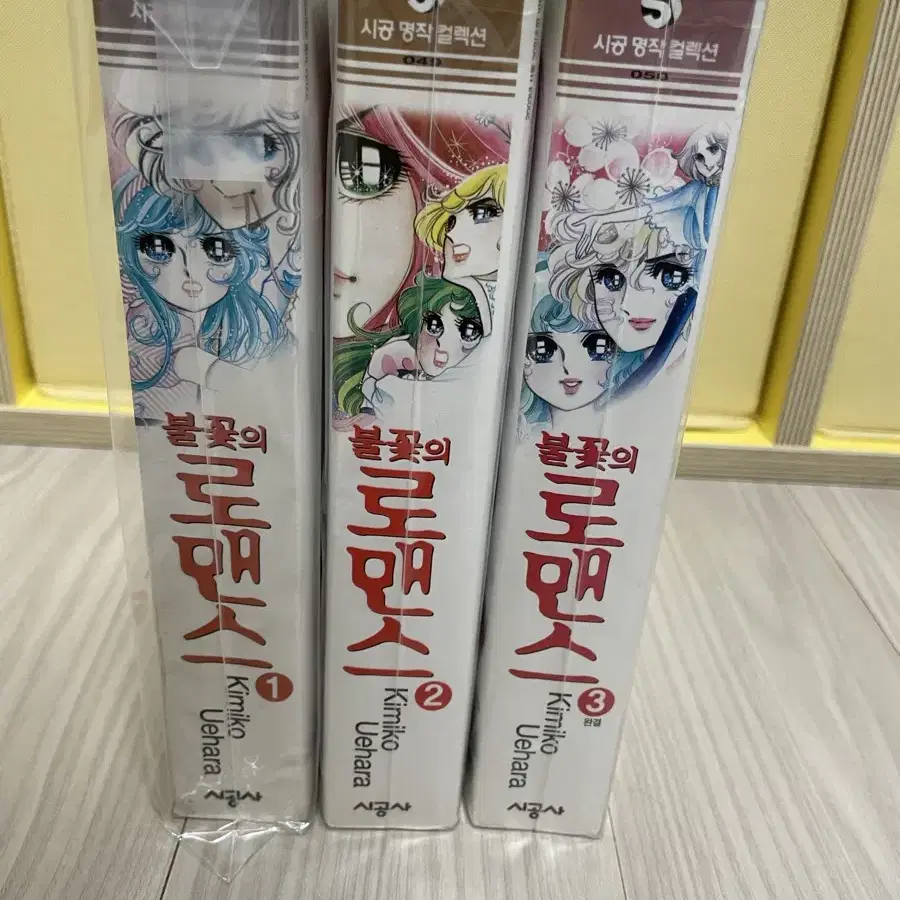 시공 명작 컬렉션
049
불꽃의
로맨스
2
Kimiko
Uehara
시공사
시공 명작 컬렉션
050
불꽃의
로맨스
3
완결
Kimiko
Uehara
시공사
불꽃의
로맨스
1
Kimiko
Uehara
시공사